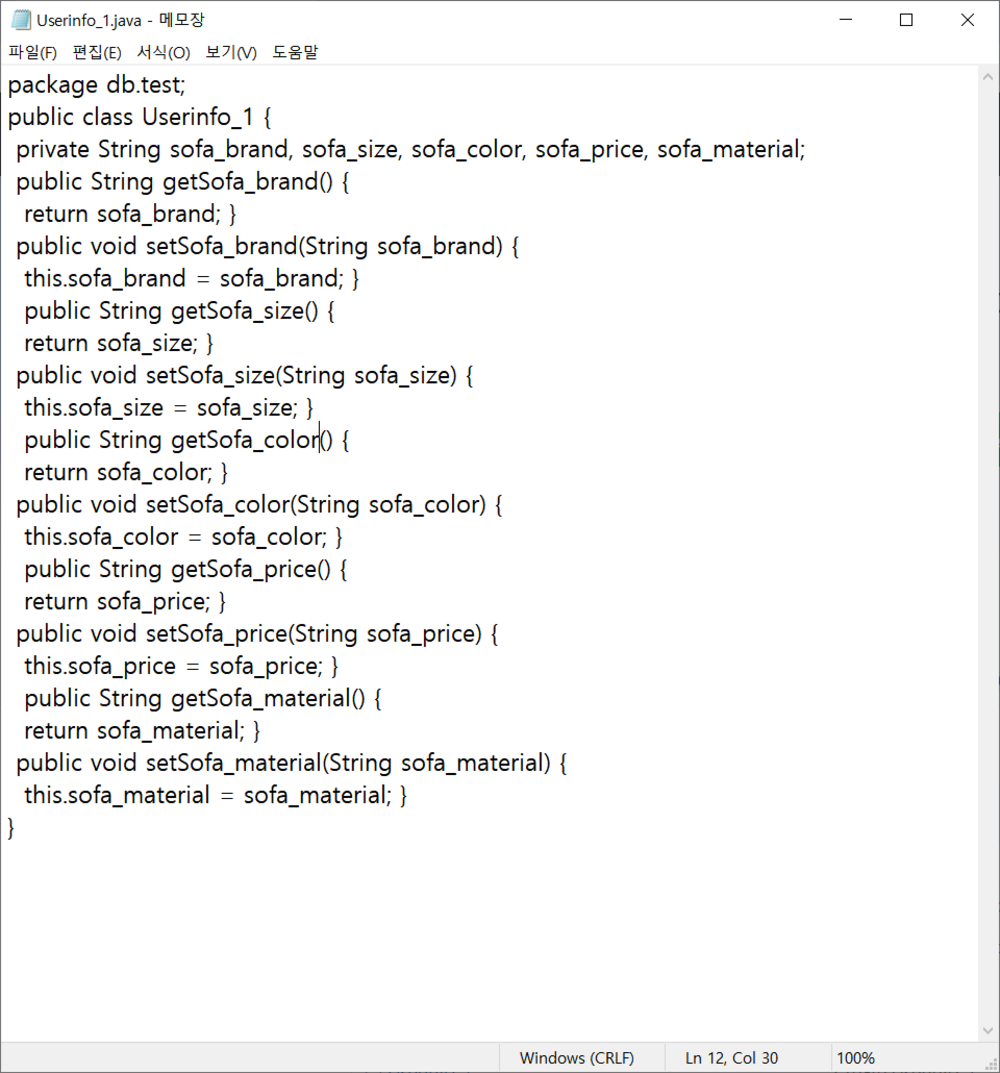 Userinfo_1.java - 메모장
파일(F) 편집(E) 서식(O) 보기(V) 도움말
package db.test;
public class Userinfo_1 {
 private String sofa_brand, sofa_size, sofa_color, sofa_price, sofa_material;
 public String getSofa_brand() {
  return sofa_brand; }
 public void setSofa_brand(String sofa_brand) {
  this.sofa_brand = sofa_brand; }
  public String getSofa_size() {
  return sofa_size; }
 public void setSofa_size(String sofa_size) {
  this.sofa_size = sofa_size; }
  public String getSofa_color() {
  return sofa_color; }
 public void setSofa_color(String sofa_color) {
  this.sofa_color = sofa_color; }
  public String getSofa_price() {
  return sofa_price; }
 public void setSofa_price(String sofa_price) {
  this.sofa_price = sofa_price; }
  public String getSofa_material() {
  return sofa_material; }
 public void setSofa_material(String sofa_material) {
  this.sofa_material = sofa_material; }
}
Windows (CRLF) Ln 12, Col 30 100%